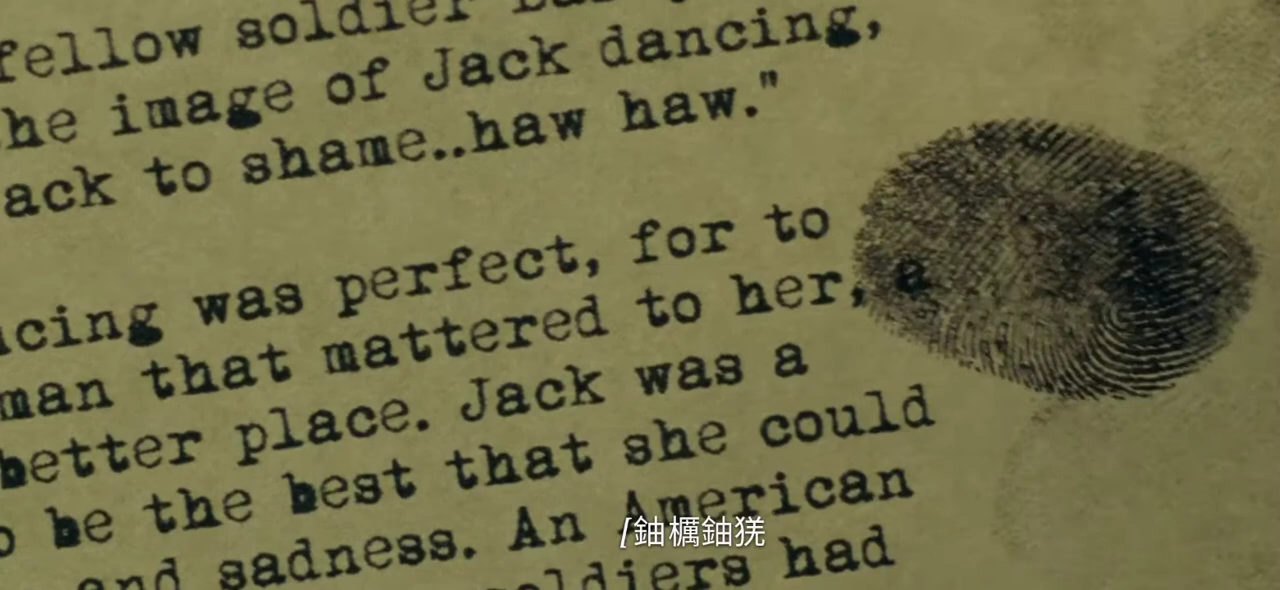 fellow soldier
he image of Jack dancing,
ack to shame..haw haw."
cing was perfect, for to
man that mattered to her, a
better place. Jack was a
be the best that she could
and sadness. An American
soldiers had
[鈾欐鈾猐